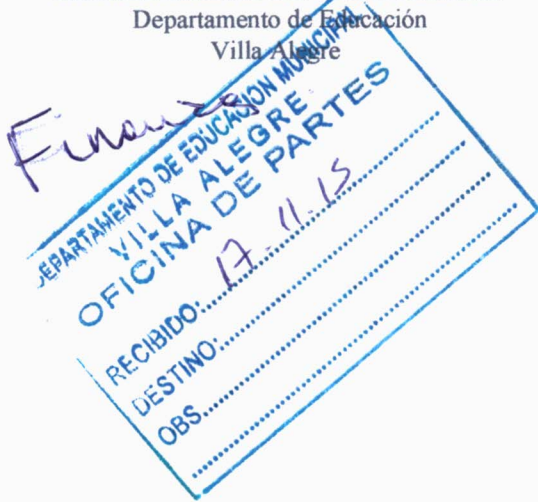 Departamento de Educación
Villa Alegre
Finanzas
DEPARTAMENTO DE EDUCACIÓN MUNICIPAL
VILLA ALEGRE
OFICINA DE PARTES
RECIBIDO: 17.11.15
DESTINO:
OBS.